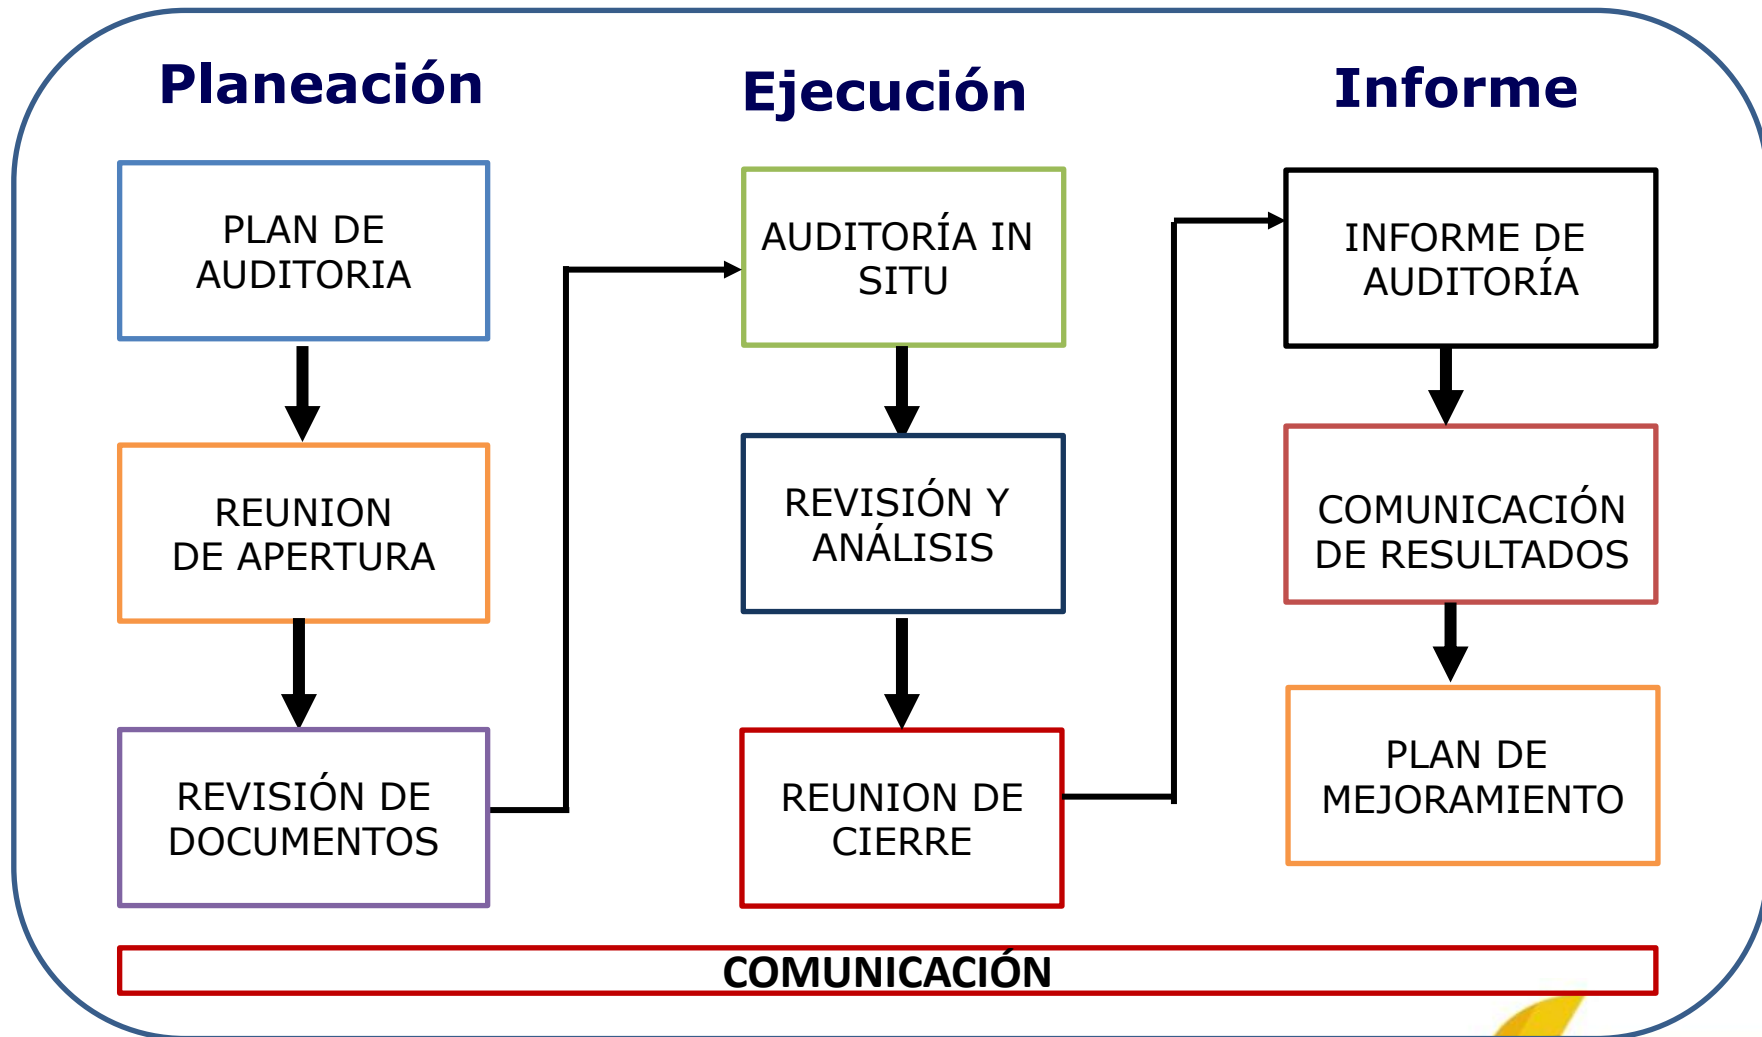 Planeación
PLAN DE
AUDITORIA
REUNION
DE APERTURA
REVISIÓN DE
DOCUMENTOS
Ejecución
AUDITORÍA IN
SITU
REVISIÓN Y
ANÁLISIS
REUNION DE
CIERRE
Informe
INFORME DE
AUDITORÍA
COMUNICACIÓN
DE RESULTADOS
PLAN DE
MEJORAMIENTO
COMUNICACIÓN